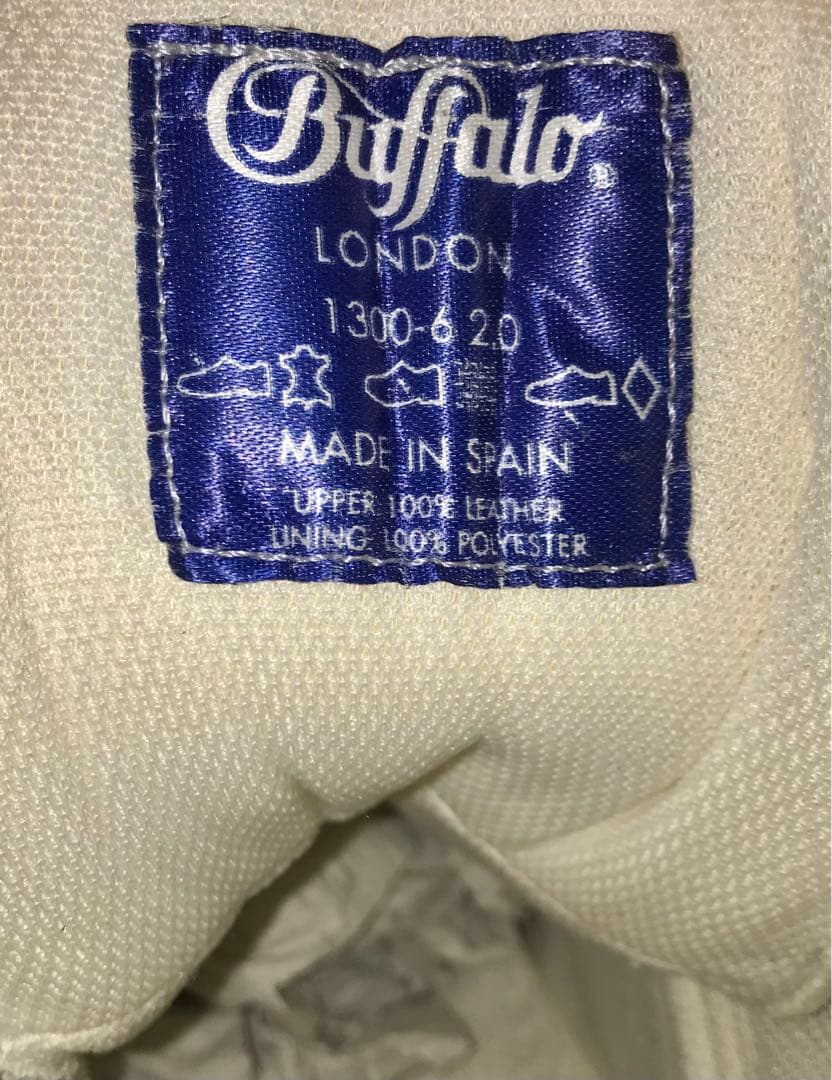 Buffalo®
LONDON
1300-6 2.0
MADE IN SPAIN
UPPER 100% LEATHER
LINING 100% POLYESTER